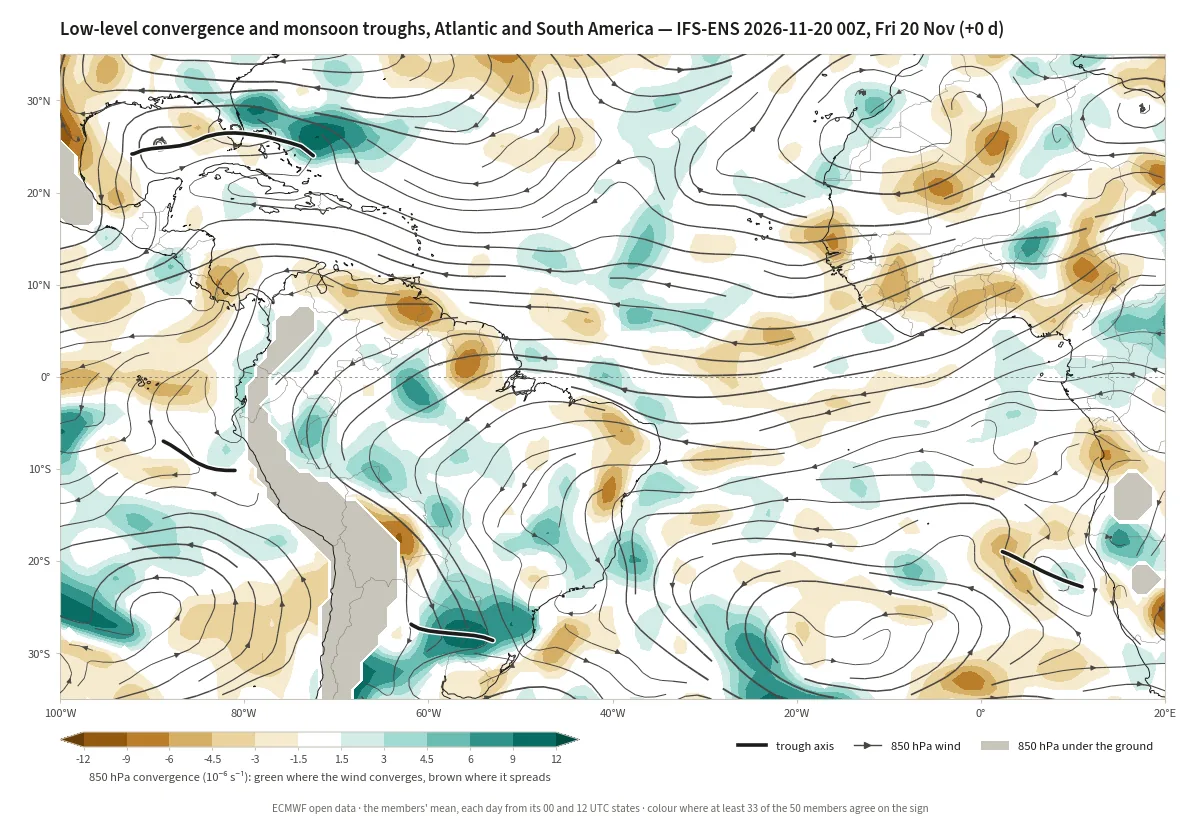 Low-level convergence and monsoon troughs, Atlantic and South America — IFS-ENS 2026-11-20 00Z, Fri 20 Nov (+0 d)
30°N
20°N
10°N
0°
10°S
20°S
30°S
100°W 80°W 60°W 40°W 20°W 0° 20°E
-12 -9 -6 -4.5 -3 -1.5 1.5 3 4.5 6 9 12
850 hPa convergence (10⁻⁶ s⁻¹): green where the wind converges, brown where it spreads
trough axis 850 hPa wind 850 hPa under the ground
ECMWF open data · the members' mean, each day from its 00 and 12 UTC states · colour where at least 33 of the 50 members agree on the sign